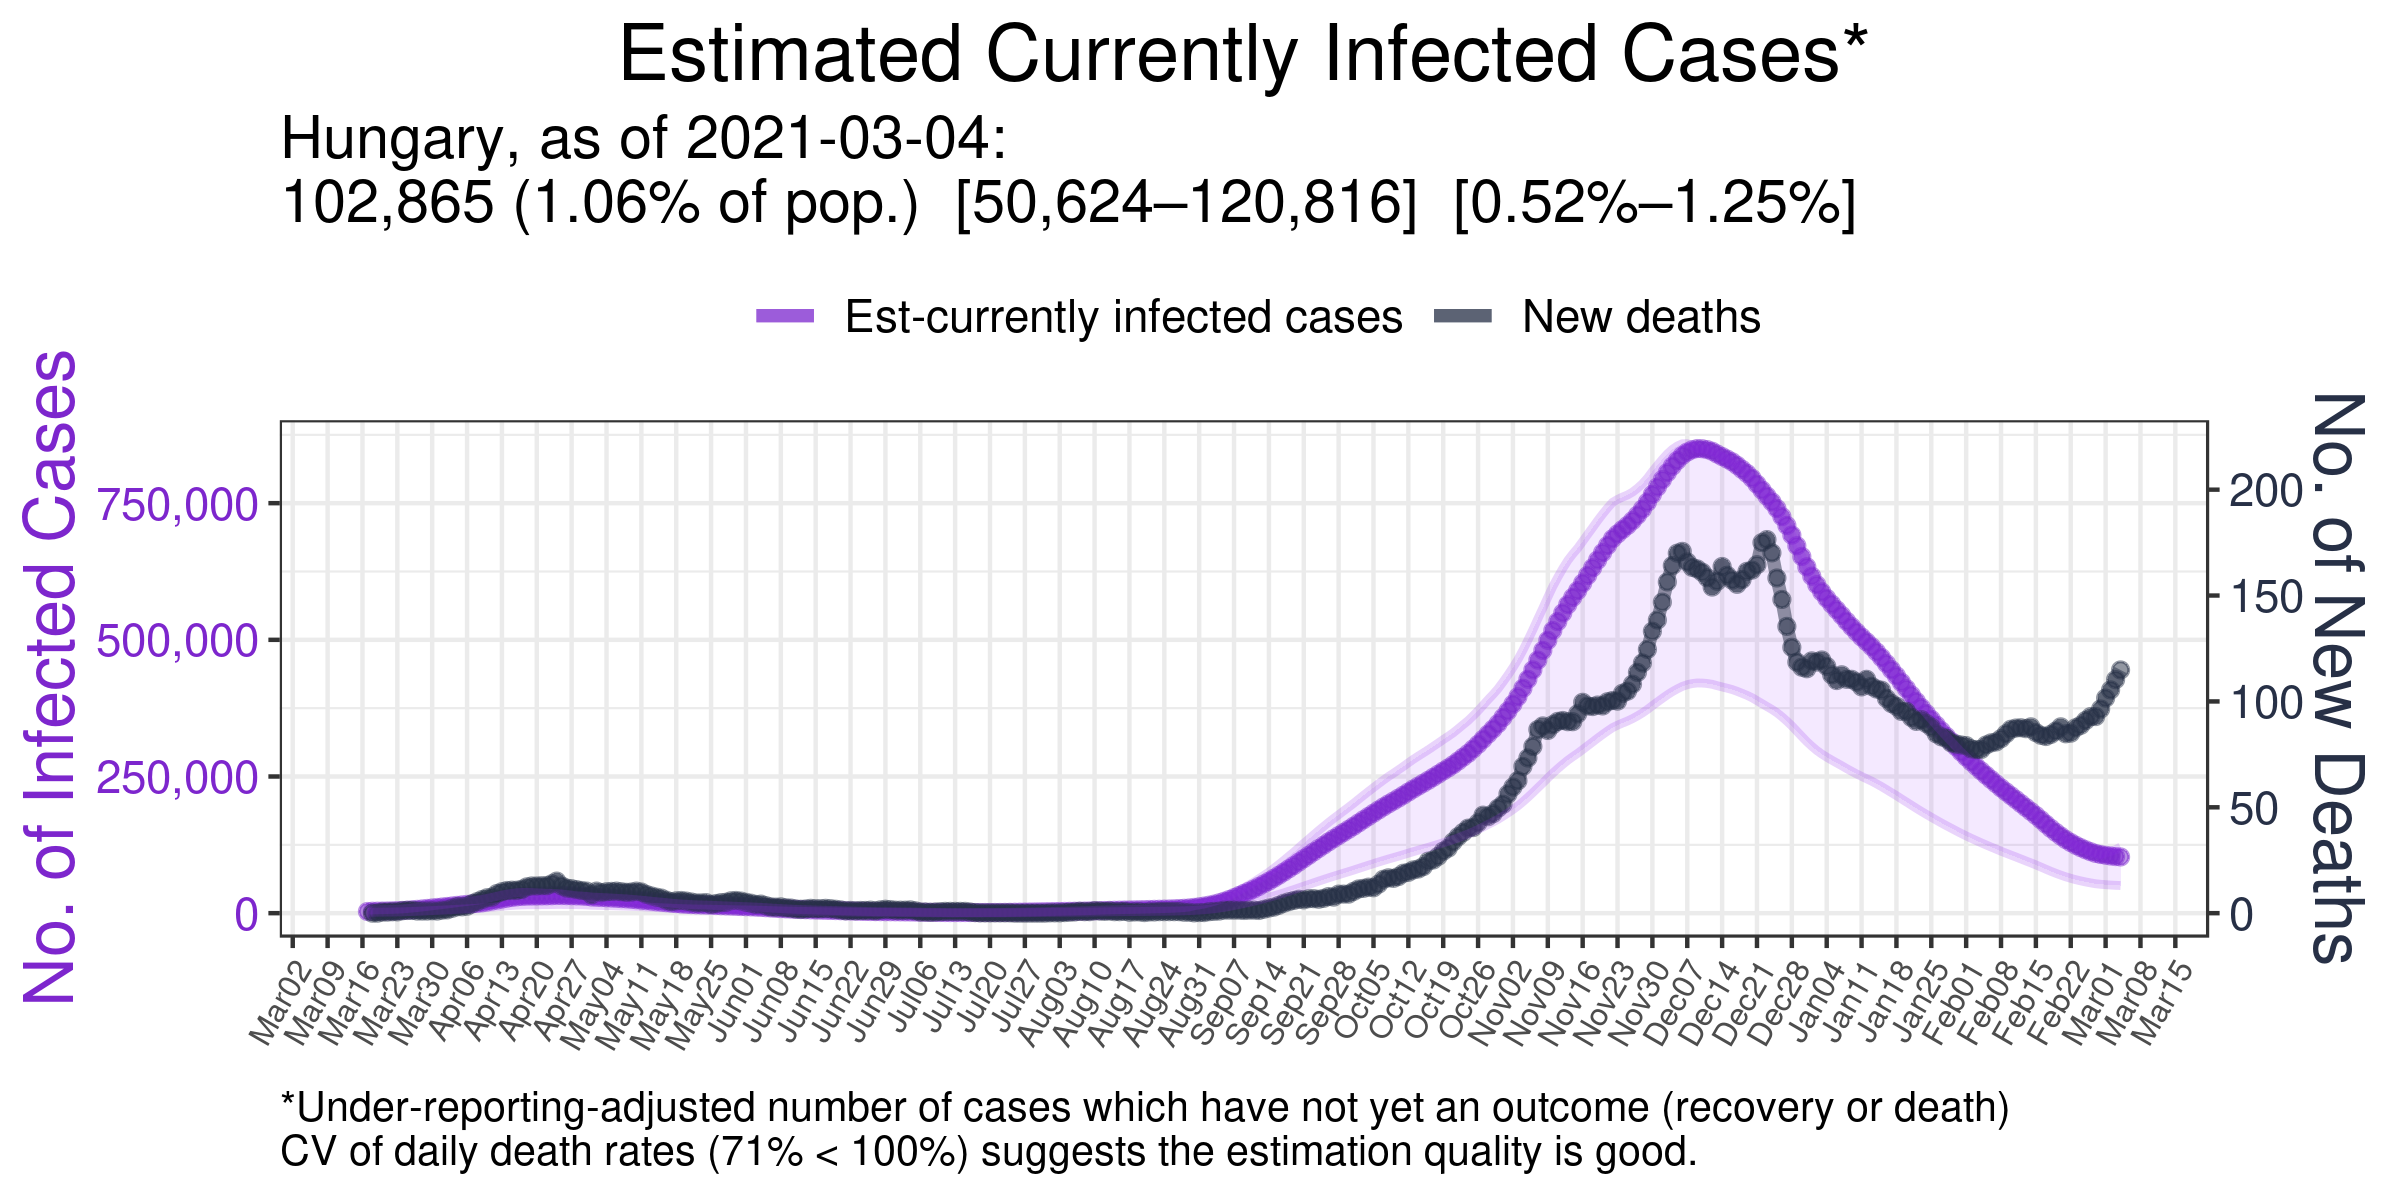 Estimated Currently Infected Cases*
Hungary, as of 2021-03-04:
102,865 (1.06% of pop.) [50,624–120,816] [0.52%–1.25%]
Est-currently infected cases New deaths
No. of Infected Cases
750,000
500,000
250,000
0
200
150
100
50
0
No. of New Deaths
Mar02 Mar09 Mar16 Mar23 Mar30 Apr06 Apr13 Apr20 Apr27 May04 May11 May18 May25 Jun01 Jun08 Jun15 Jun22 Jun29 Jul06 Jul13 Jul20 Jul27 Aug03 Aug10 Aug17 Aug24 Aug31 Sep07 Sep14 Sep21 Sep28 Oct05 Oct12 Oct19 Oct26 Nov02 Nov09 Nov16 Nov23 Nov30 Dec07 Dec14 Dec21 Dec28 Jan04 Jan11 Jan18 Jan25 Feb01 Feb08 Feb15 Feb22 Mar01 Mar08 Mar15
*Under-reporting-adjusted number of cases which have not yet an outcome (recovery or death)
CV of daily death rates (71% < 100%) suggests the estimation quality is good.